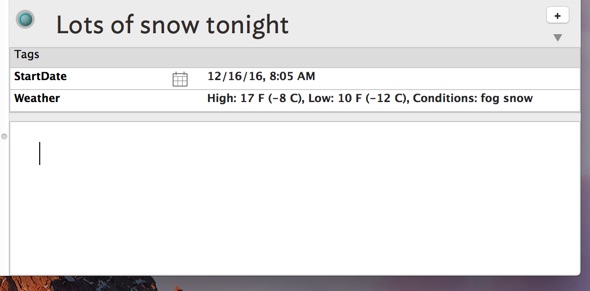 Lots of snow tonight
+
Tags
StartDate 12/16/16, 8:05 AM
Weather High: 17 F (-8 C), Low: 10 F (-12 C), Conditions: fog snow